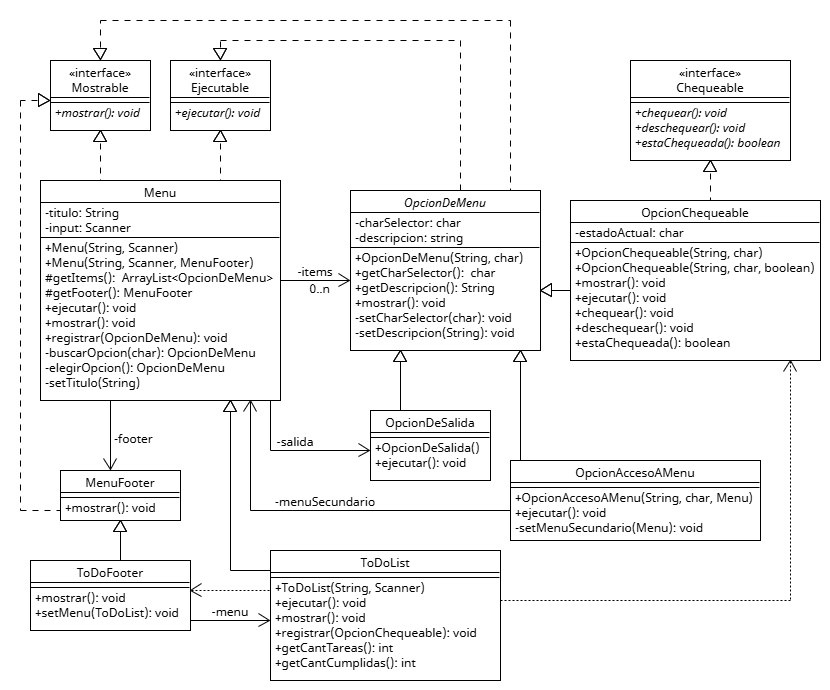 «interface»
Mostrable
+mostrar(): void
«interface»
Ejecutable
+ejecutar(): void
«interface»
Chequeable
+chequear(): void
+deschequear(): void
+estaChequeada(): boolean
Menu
-titulo: String
-input: Scanner
+Menu(String, Scanner)
+Menu(String, Scanner, MenuFooter)
#getItems():  ArrayList<OpcionDeMenu>
#getFooter(): MenuFooter
+ejecutar(): void
+mostrar(): void
+registrar(OpcionDeMenu): void
-buscarOpcion(char): OpcionDeMenu
-elegirOpcion(): OpcionDeMenu
-setTitulo(String)
-items
0..n
OpcionDeMenu
-charSelector: char
-descripcion: string
+OpcionDeMenu(String, char)
+getCharSelector():  char
+getDescripcion(): String
+mostrar(): void
-setCharSelector(char): void
-setDescripcion(String): void
OpcionChequeable
-estadoActual: char
+OpcionChequeable(String, char)
+OpcionChequeable(String, char, boolean)
+mostrar(): void
+ejecutar(): void
+chequear(): void
+deschequear(): void
+estaChequeada(): boolean
-footer
-salida
OpcionDeSalida
+OpcionDeSalida()
+ejecutar(): void
MenuFooter
+mostrar(): void
-menuSecundario
OpcionAccesoAMenu
+OpcionAccesoAMenu(String, char, Menu)
+ejecutar(): void
-setMenuSecundario(Menu): void
ToDoFooter
+mostrar(): void
+setMenu(ToDoList): void
-menu
ToDoList
+ToDoList(String, Scanner)
+ejecutar(): void
+mostrar(): void
+registrar(OpcionChequeable): void
+getCantTareas(): int
+getCantCumplidas(): int